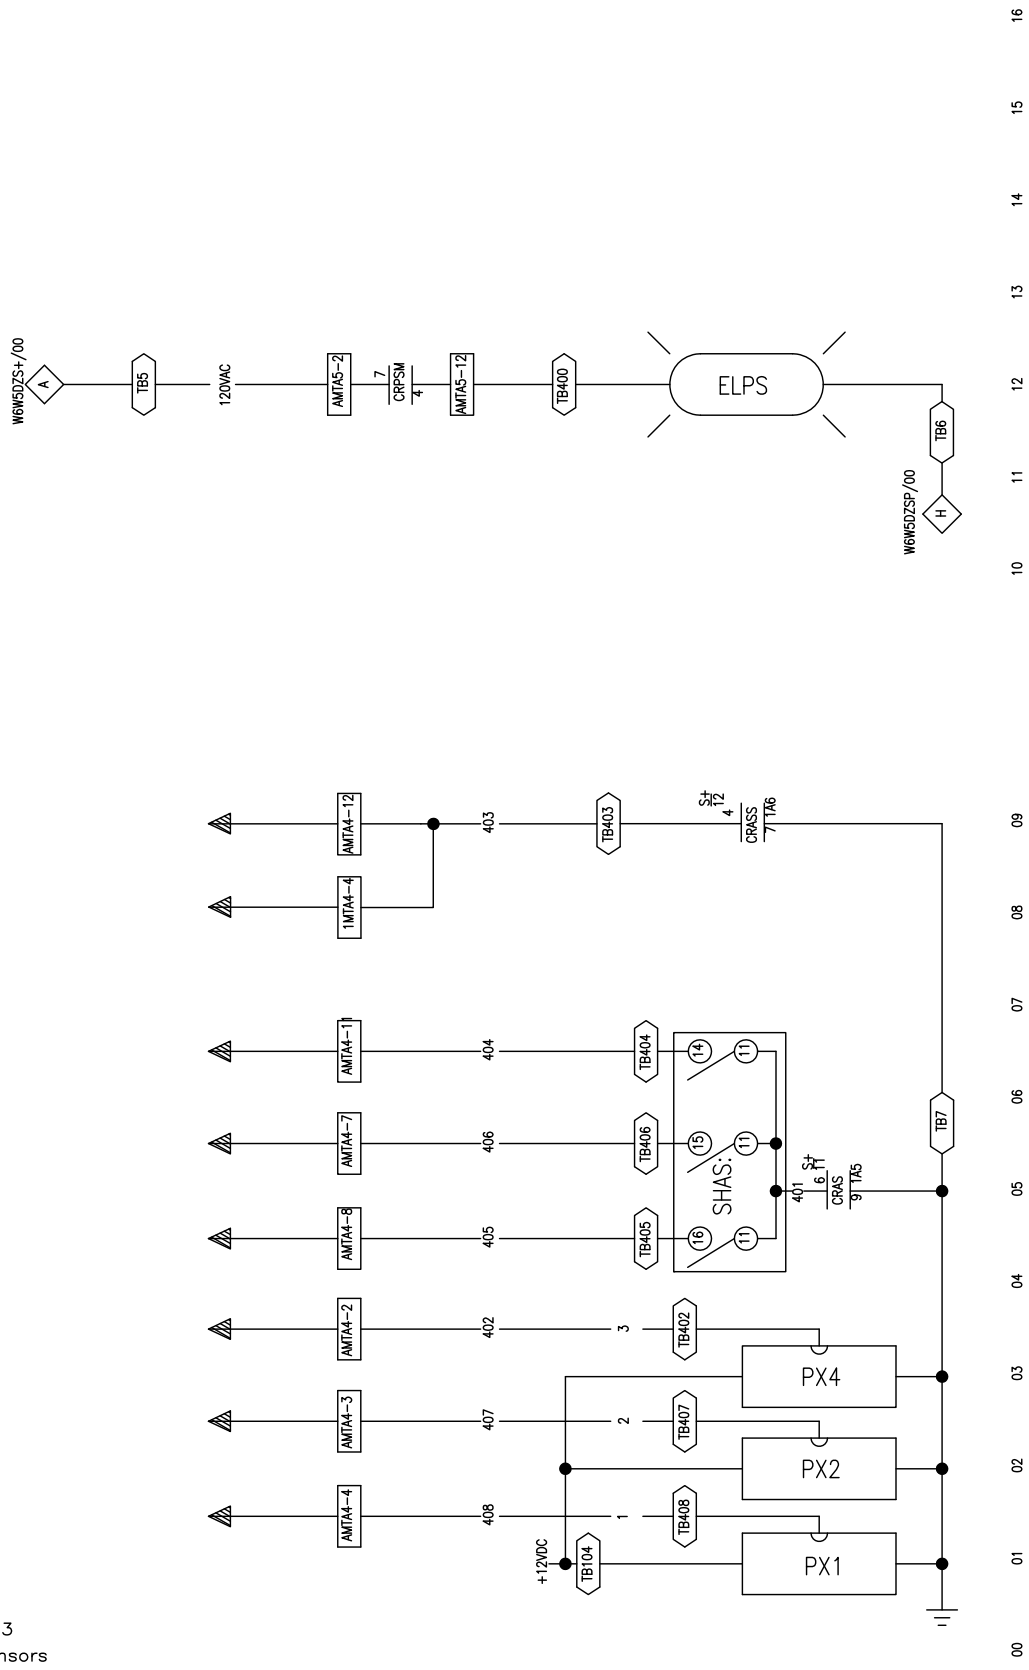 16
15
14
13
12
11
10
09
08
07
06
05
04
03
02
01
00
W6W5DZS+/00
A
TB5
120VAC
AMTA5-2
7
CRPSM
4
AMTA5-12
TB400
ELPS
TB6
W6W5DZSP/00
H
AMTA4-12
403
TB403
S+
12
4
CRASS
7
1A6
1MTA4-4
AMTA4-11
404
TB404
14
11
AMTA4-7
406
TB406
15
11
SHAS:
401
S+
11
6
CRAS
9
1A5
TB7
AMTA4-8
405
TB405
16
11
AMTA4-2
402
3
TB402
PX4
AMTA4-3
407
2
TB407
PX2
AMTA4-4
408
1
TB408
+12VDC
TB104
PX1
3
nsors